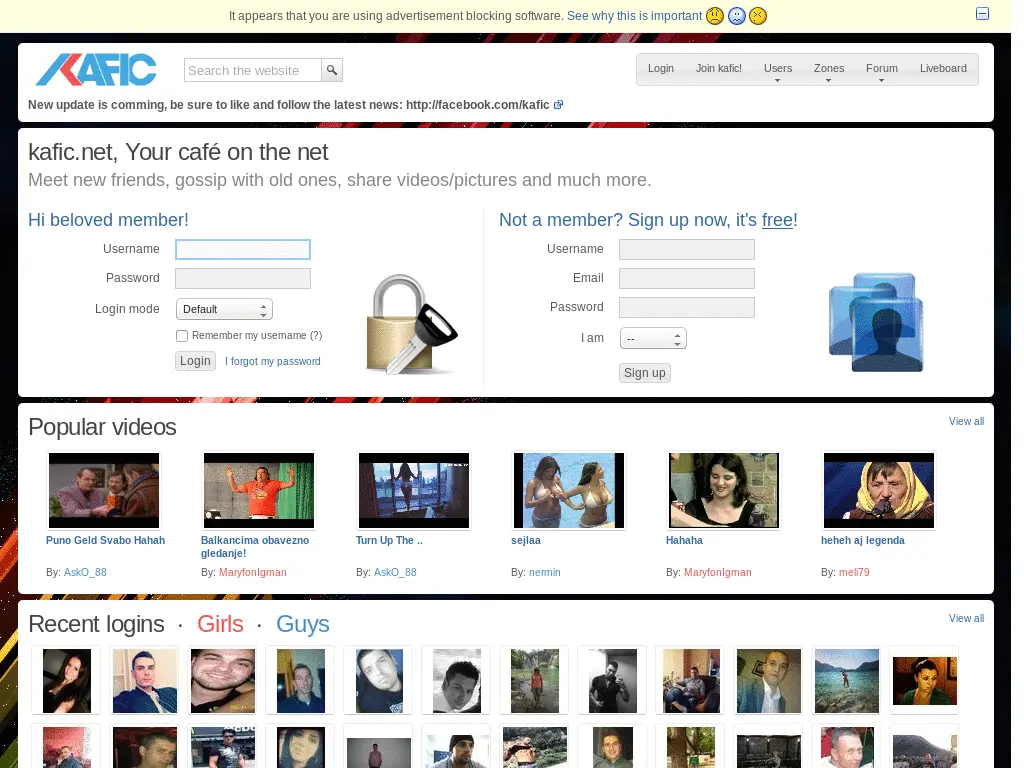 It appears that you are using advertisement blocking software. See why this is important
KAFIC
Search the website
Login Join kafic! Users Zones Forum Liveboard
New update is comming, be sure to like and follow the latest news: http://facebook.com/kafic
kafic.net, Your café on the net
Meet new friends, gossip with old ones, share videos/pictures and much more.
Hi beloved member!
Username
Password
Login mode Default
Remember my username (?)
Login I forgot my password
Not a member? Sign up now, it's free!
Username
Email
Password
I am --
Sign up
Popular videos
View all
Puno Geld Svabo Hahah
By: AskO_88
Balkancima obavezno
gledanje!
By: MaryfonIgman
Turn Up The ..
By: AskO_88
sejlaa
By: nermin
Hahaha
By: MaryfonIgman
heheh aj legenda
By: meli79
Recent logins · Girls · Guys
View all